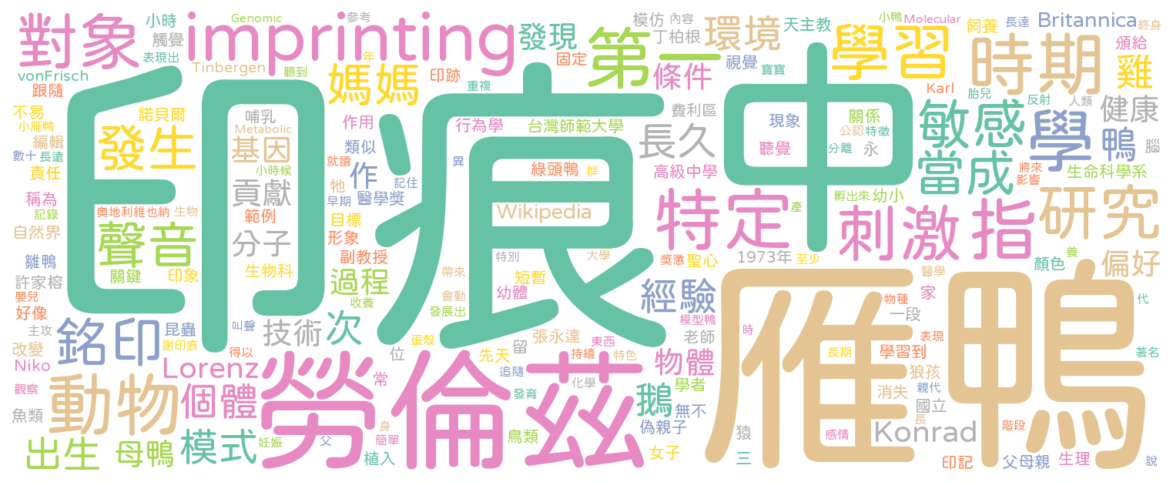 印痕
中
雁鴨
勞倫茲
imprinting
對象
小時
觸覺
表現出
Genomic
vonFrisch
Tinbergen
聽到
年
跟隨
媽媽
印跡
固定
重複
發現
第一
模仿
內容
參考
丁柏根
條件
環境
視覺
寶寶
天主教
學習
小鴨
Molecular
飼養
長達
Britannica
終身
頒給
時期
雞
Karl
胎兒
反射
人類
健康
不易
小雁鴨
諾貝爾
哺乳
Metabolic
作用
行為學
台灣師範大學
費利區
現象
關係
公認
特徵
敏感
學
鴨
腦
編輯
數十
長遠
發生
基因
類似
長久
聽覺
分離
永
責任
小時候
就讀
作
牠
異
綠頭鴨
群
高級中學
當成
將來
影響
生命科學系
稱為
貢獻
醫學獎
早期
記住
孵出來
幼小
記錄
奧地利維也納
生物
範例
目標
Wikipedia
特定
產
刺激
指
研究
聲音
自然界
分子
形象
副教授
特別
大學
獎懲
聖心
1973年
至少
醫學
顏色
養
偏好
雛鴨
關鍵
印象
生物科
過程
帶來
短暫
許家榕
嬰兒
好像
收養
會動
發展出
幼體
經驗
模型鴨
老師
物種
家
一段
代
主攻
銘印
昆蟲
謝印痕
叫聲
技術
次
蛋殼
張永達
東西
時
表現
著名
改變
得以
位
先天
留
追隨
持續
特色
物體
長期
學習到
Niko
Lorenz
觀察
動物
個體
常
化學
發育
鵝
學者
無不
狼孩
消失
親代
國立
魚類
偽親子
猿
Konrad
長
階段
出生
母鴨
模式
妊娠
父
身
簡單
植入
鳥類
女子
三
感情
印記
父母親
生理
說